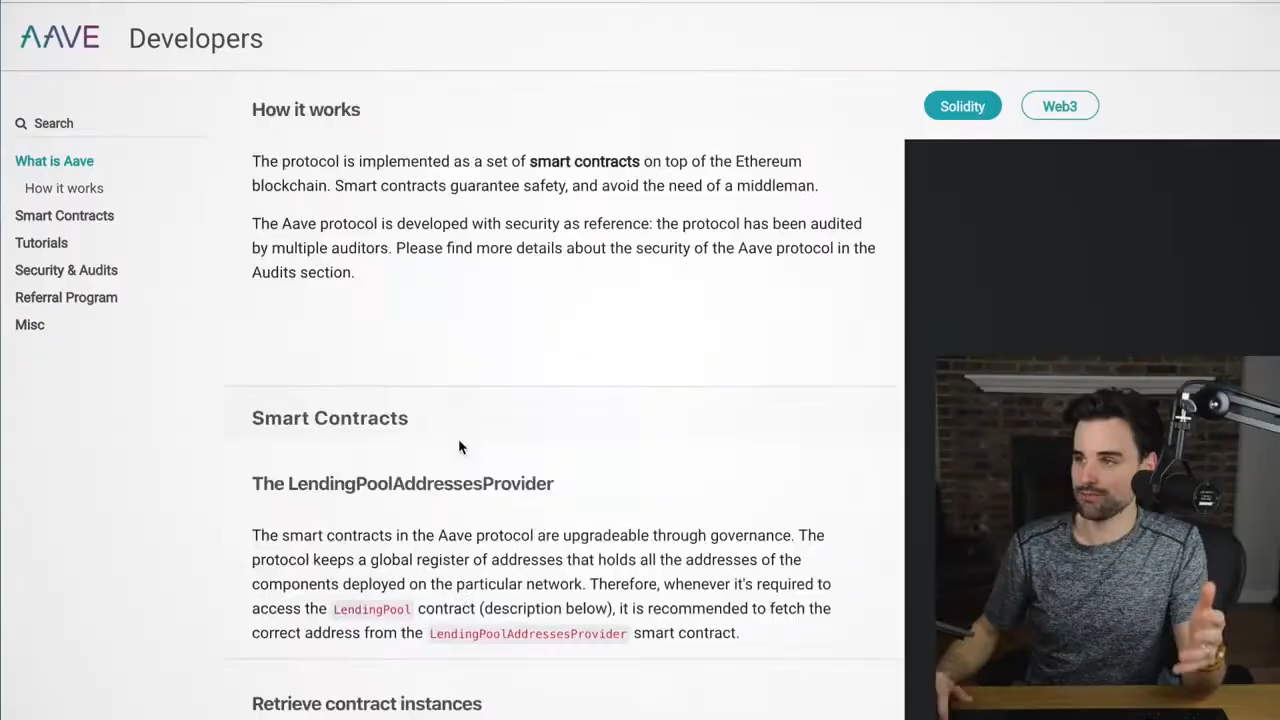 AAVE Developers
Search
What is Aave
How it works
Smart Contracts
Tutorials
Security & Audits
Referral Program
Misc
How it works
The protocol is implemented as a set of smart contracts on top of the Ethereum
blockchain. Smart contracts guarantee safety, and avoid the need of a middleman.
The Aave protocol is developed with security as reference: the protocol has been audited
by multiple auditors. Please find more details about the security of the Aave protocol in the
Audits section.
Smart Contracts
The LendingPoolAddressesProvider
The smart contracts in the Aave protocol are upgradeable through governance. The
protocol keeps a global register of addresses that holds all the addresses of the
components deployed on the particular network. Therefore, whenever it's required to
access the LendingPool contract (description below), it is recommended to fetch the
correct address from the LendingPoolAddressesProvider smart contract.
Retrieve contract instances
Solidity
Web3